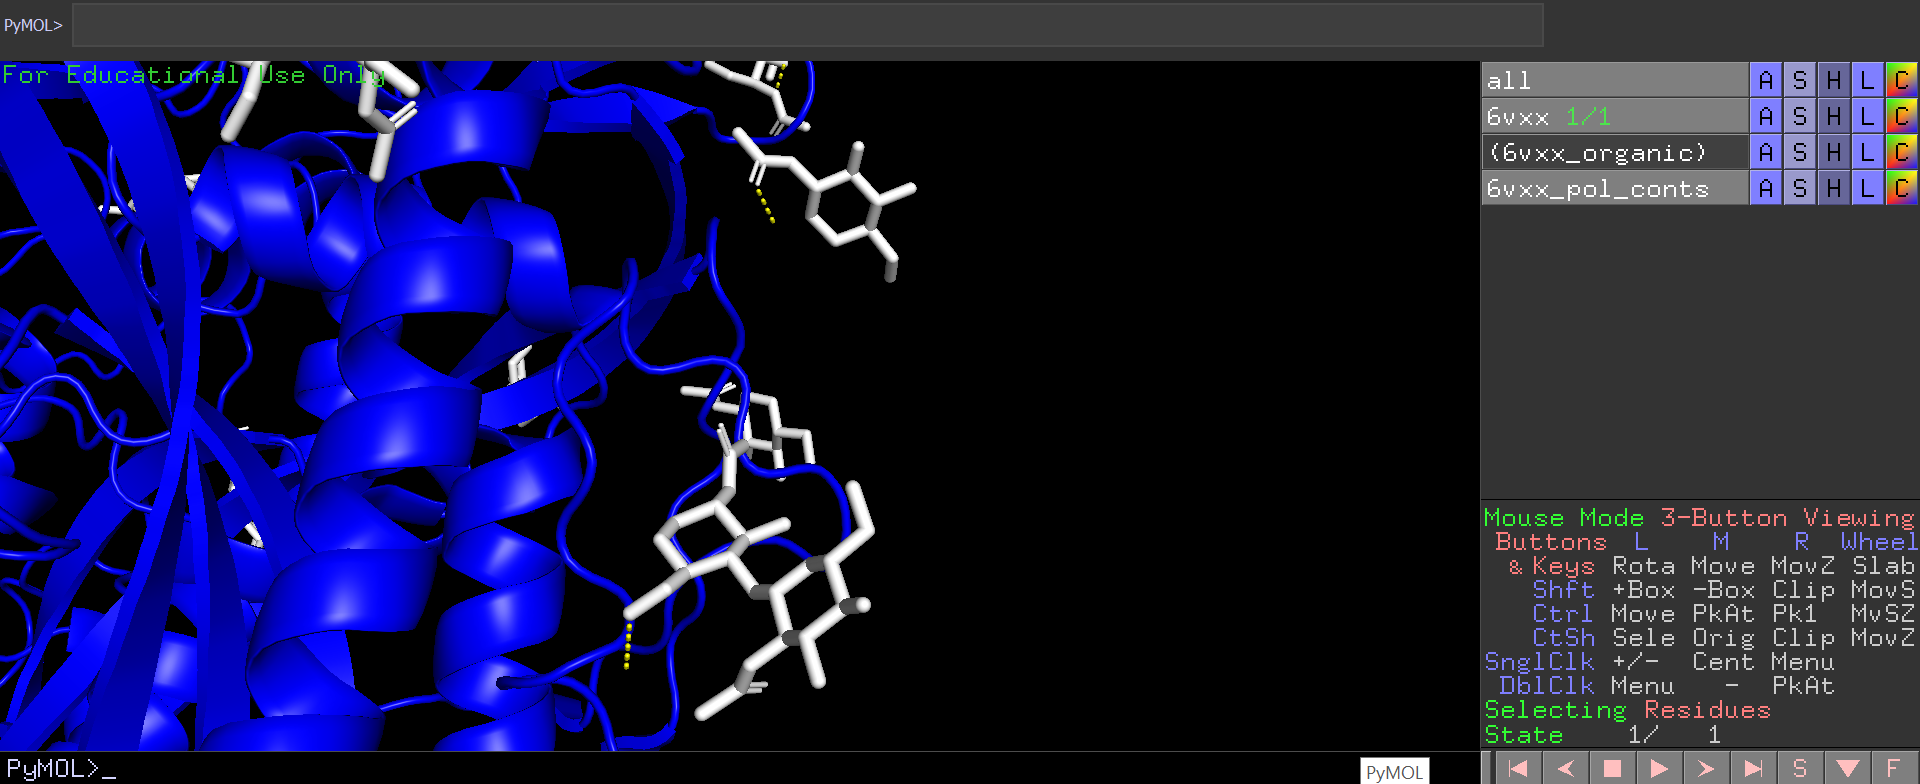 PyMOL>
For Educational Use Only
all A S H L C
6vxx 1/1 A S H L C
(6vxx_organic) A S H L C
6vxx_pol_conts A S H L C
Mouse Mode 3-Button Viewing
Buttons L M R Wheel
& Keys Rota Move MovZ Slab
Shft +Box -Box Clip MovS
Ctrl Move PkAt Pk1 MvSZ
CtSh Sele Orig Clip MovZ
SnglClk +/- Cent Menu
DblClk Menu - PkAt
Selecting Residues
State 1/ 1
PyMOL>_
PyMOL
S F